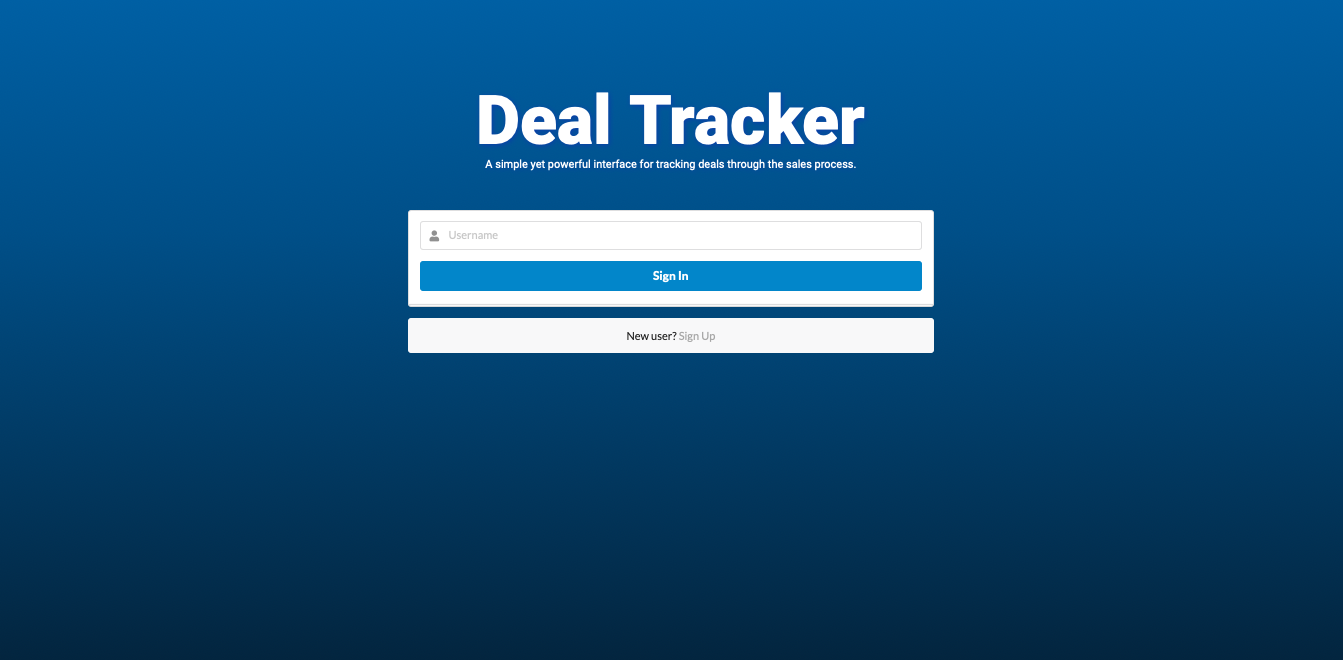 Deal Tracker
A simple yet powerful interface for tracking deals through the sales process.
Username
Sign In
New user? Sign Up